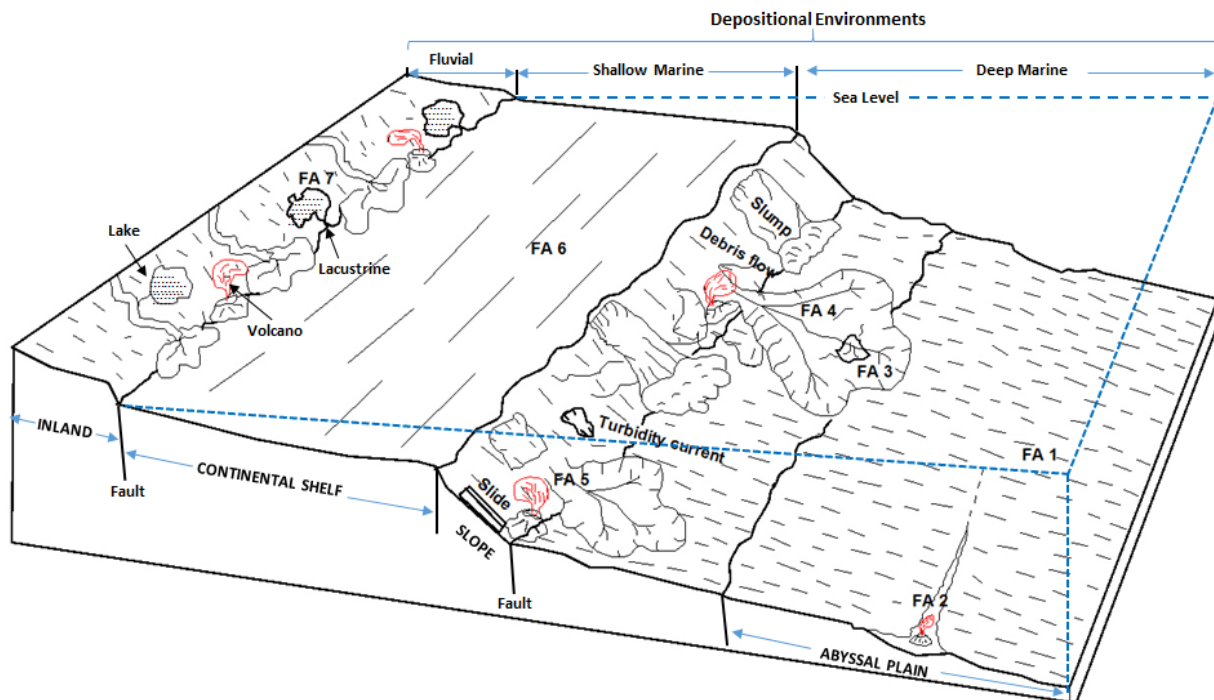 Depositional Environments
Fluvial
Shallow Marine
Deep Marine
Sea Level
FA 7
Lake
Lacustrine
Volcano
FA 6
Slump
Debris flow
FA 4
FA 3
Turbidity current
FA 5
Slide
SLOPE
FA 1
FA 2
INLAND
CONTINENTAL SHELF
Fault
Fault
ABYSSAL PLAIN